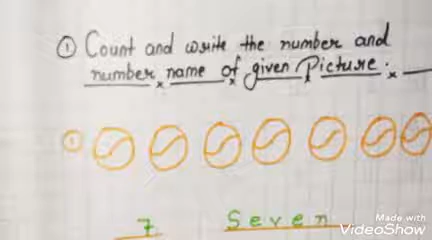 ① Count and write the number and
number name of given Picture.
①
7 Seven
Made with
VideoShow